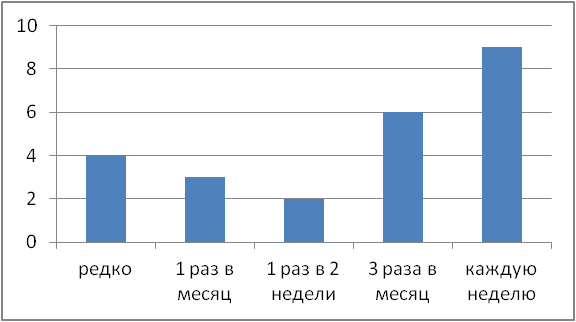 10
8
6
4
2
0
редко
1 раз в месяц
1 раз в 2 недели
3 раза в месяц
каждую неделю